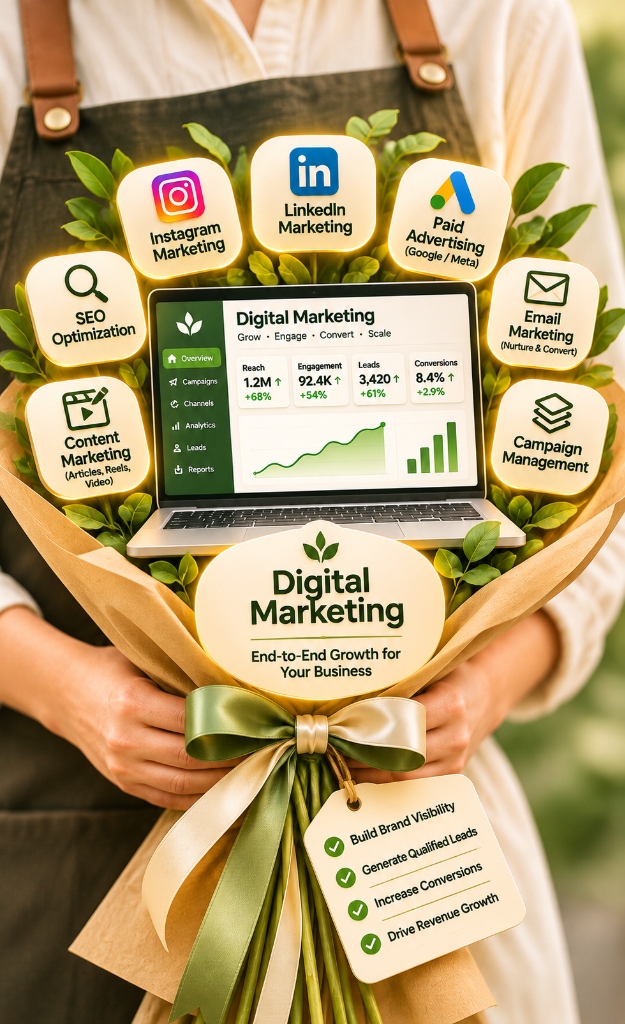 in
LinkedIn
Marketing
Instagram
Marketing
Paid
Advertising
(Google / Meta)
SEO
Optimization
Email
Marketing
(Nurture & Convert)
Content
Marketing
(Articles, Reels,
Video)
Campaign
Management
Overview
Campaigns
Channels
Analytics
Leads
Reports
Digital Marketing
Grow • Engage • Convert • Scale
Reach
1.2M ↑
+68%
Engagement
92.4K ↑
+54%
Leads
3,420 ↑
+61%
Conversions
8.4% ↑
+2.9%
Digital
Marketing
End-to-End Growth for
Your Business
Build Brand Visibility
Generate Qualified Leads
Increase Conversions
Drive Revenue Growth